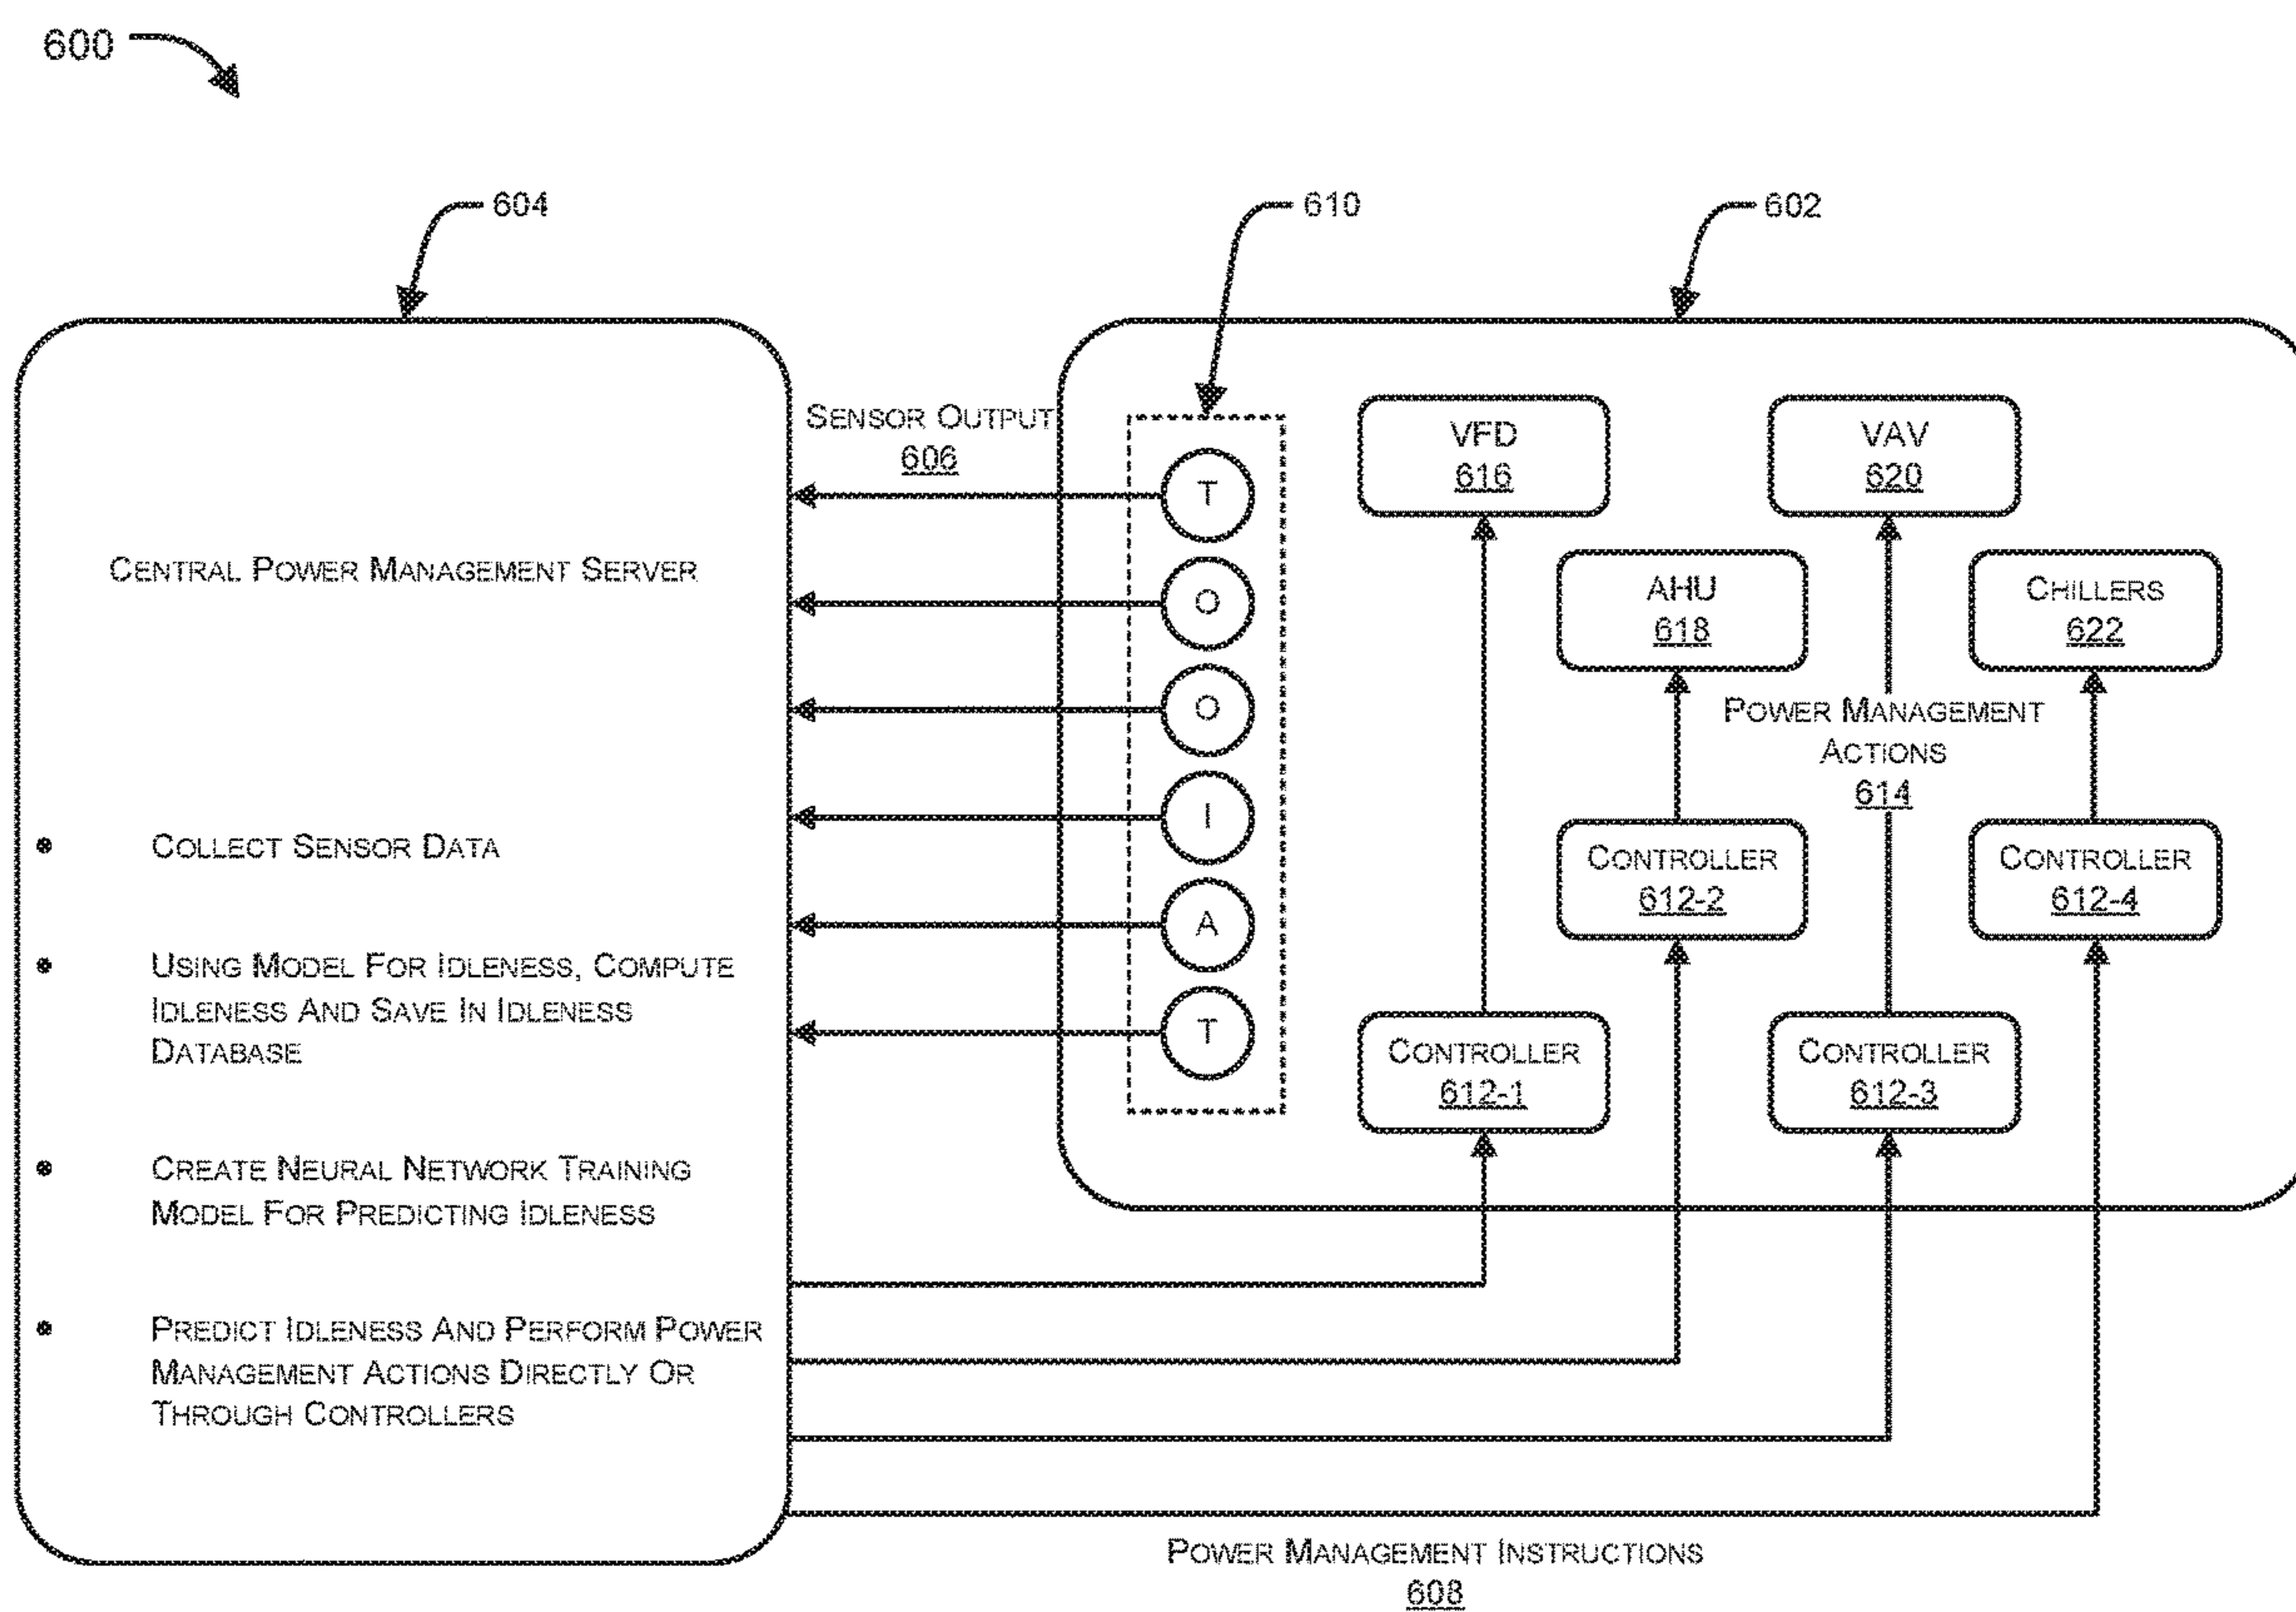 600
604
610
602
SENSOR OUTPUT
606
CENTRAL POWER MANAGEMENT SERVER
• COLLECT SENSOR DATA
• USING MODEL FOR IDLENESS, COMPUTE
IDLENESS AND SAVE IN IDLENESS
DATABASE
• CREATE NEURAL NETWORK TRAINING
MODEL FOR PREDICTING IDLENESS
• PREDICT IDLENESS AND PERFORM POWER
MANAGEMENT ACTIONS DIRECTLY OR
THROUGH CONTROLLERS
T
O
O
I
A
T
VFD
616
VAV
620
AHU
618
CHILLERS
622
POWER MANAGEMENT
ACTIONS
614
CONTROLLER
612-2
CONTROLLER
612-4
CONTROLLER
612-1
CONTROLLER
612-3
POWER MANAGEMENT INSTRUCTIONS
608